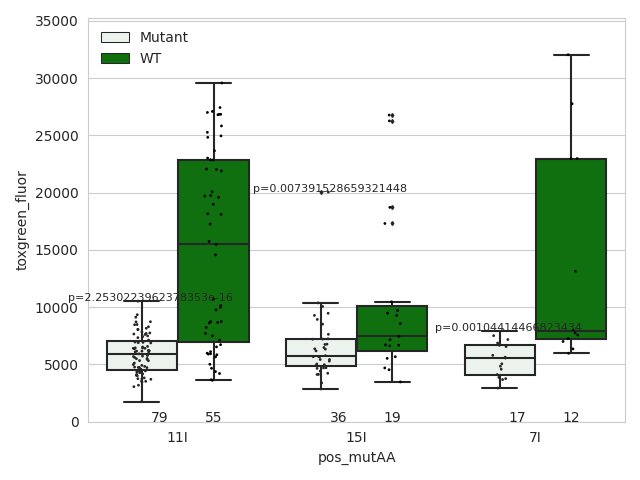 Mutant
WT
35000
30000
25000
20000
15000
10000
5000
0
toxgreen_fluor
p=2.2530223962378353e-16
p=0.007391528659321448
p=0.00104414466823434
79
55
36
19
17
12
11I
15I
7I
pos_mutAA